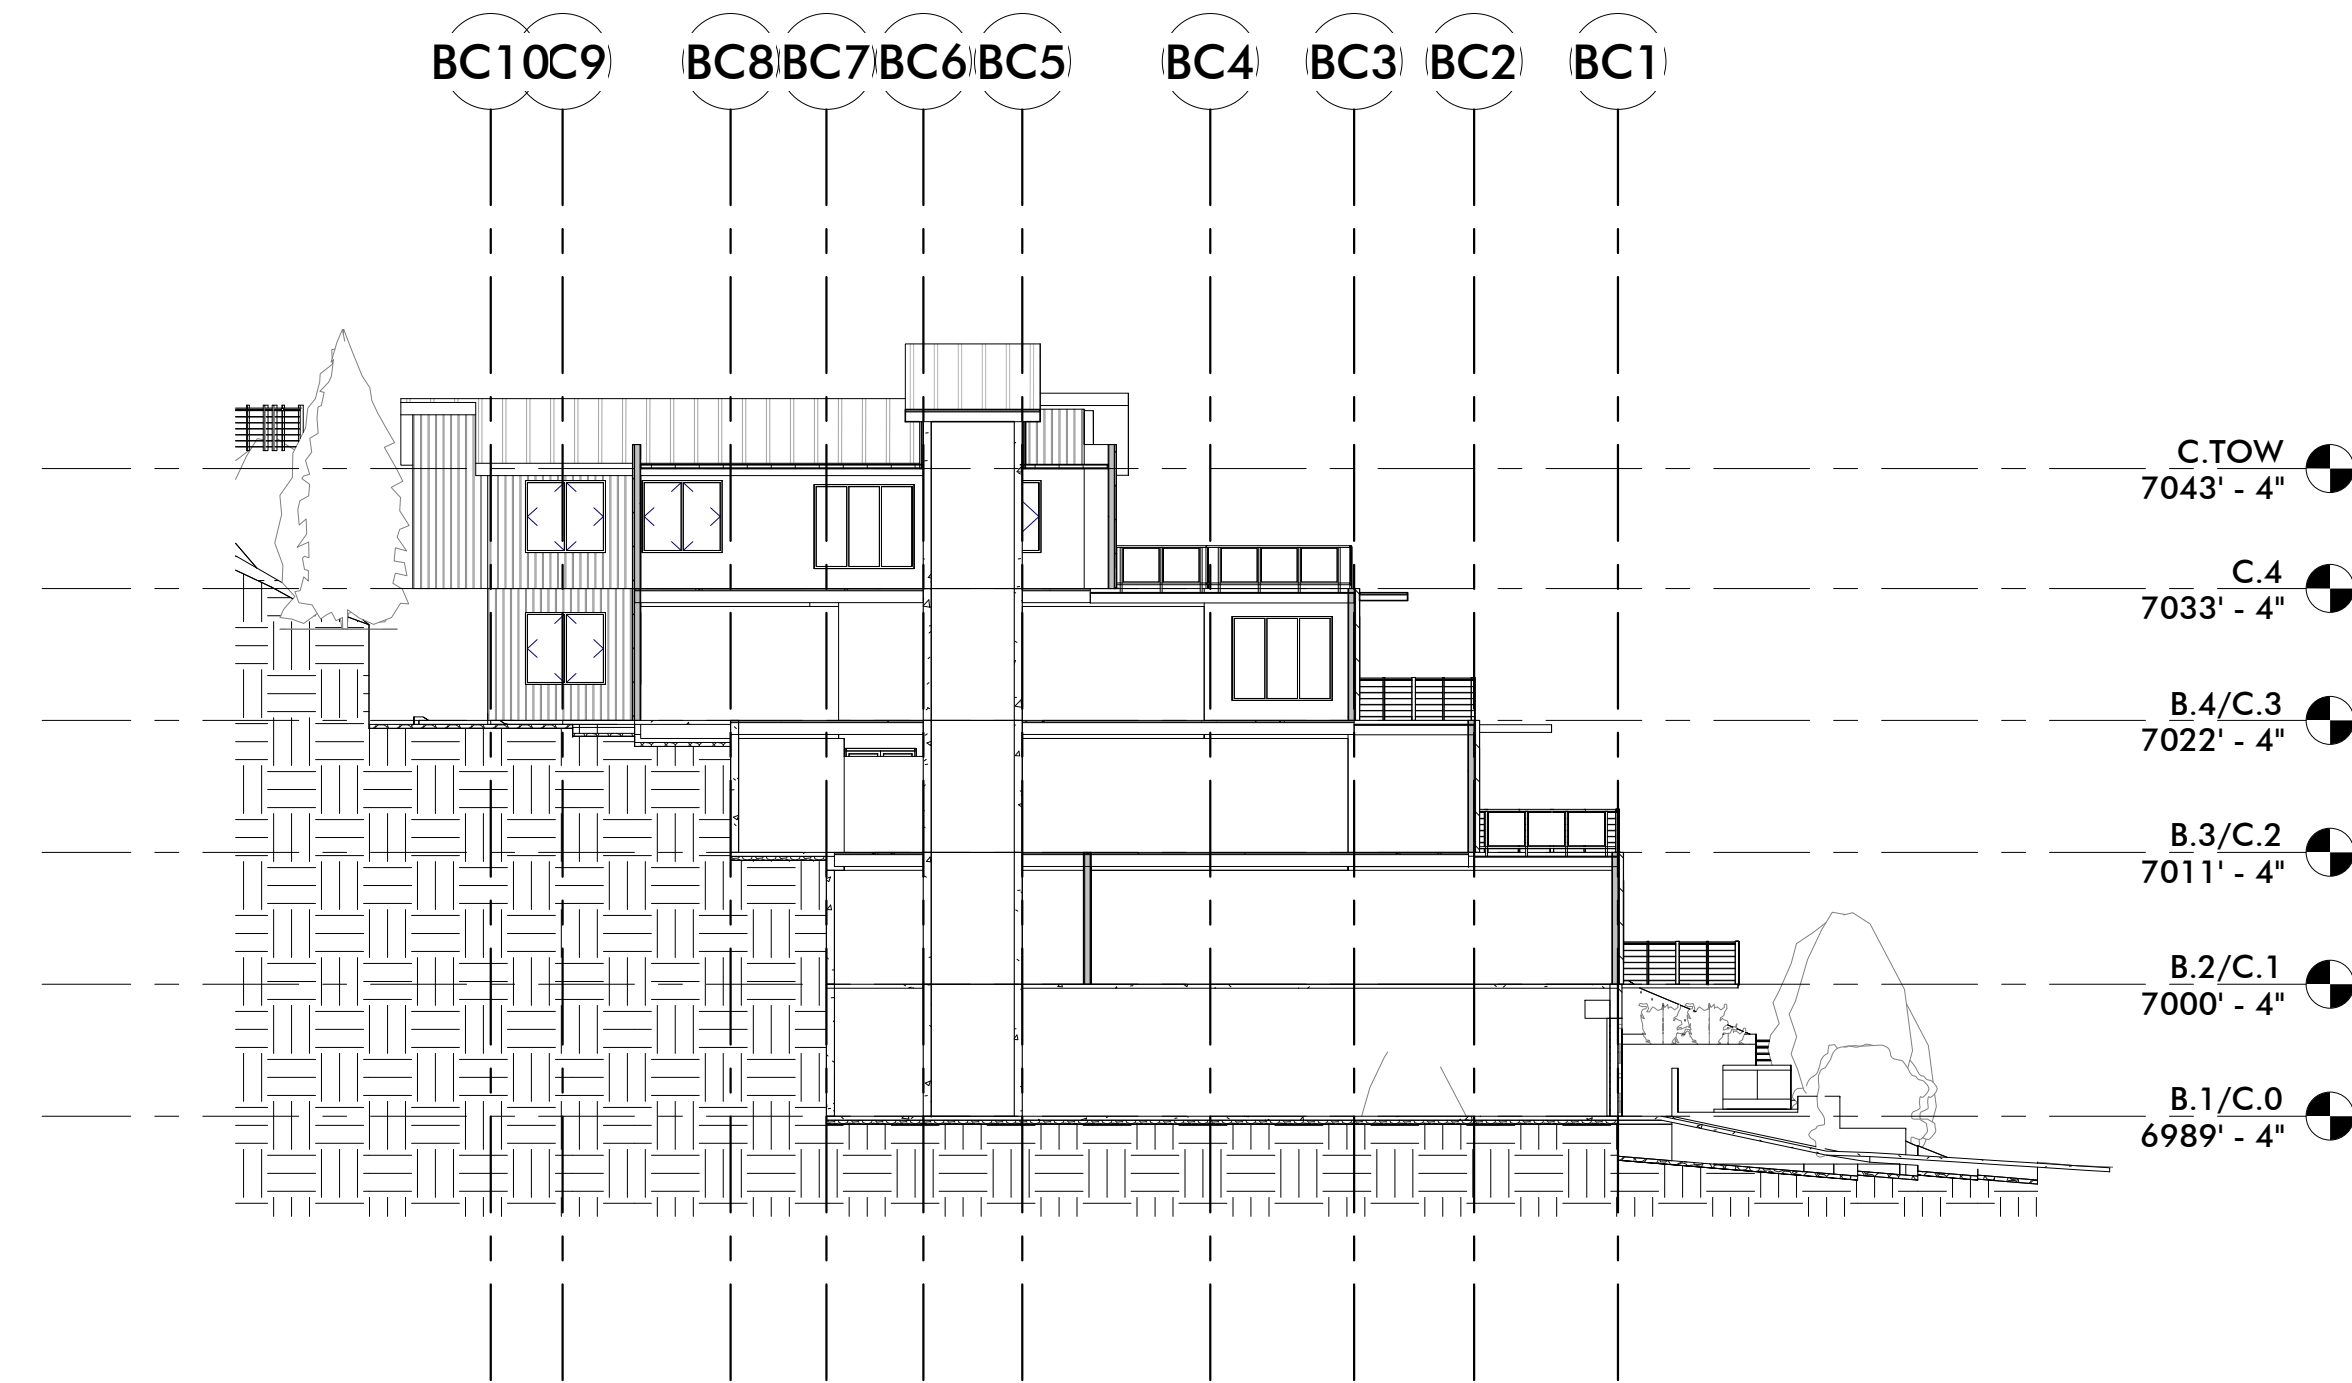 BC10 C9 BC8 BC7 BC6 BC5 BC4 BC3 BC2 BC1
C.TOW
7043' - 4"
C.4
7033' - 4"
B.4/C.3
7022' - 4"
B.3/C.2
7011' - 4"
B.2/C.1
7000' - 4"
B.1/C.0
6989' - 4"